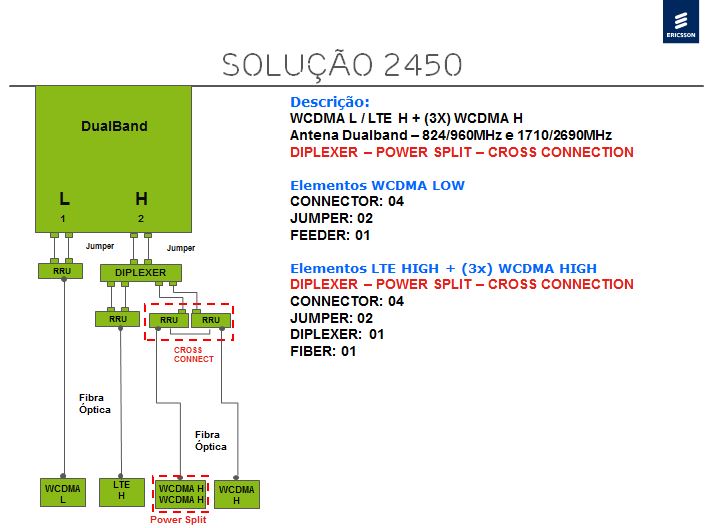 ERICSSON
SOLUÇÃO 2450
Descrição:
WCDMA L / LTE H + (3X) WCDMA H
Antena Dualband – 824/960MHz e 1710/2690MHz
DIPLEXER – POWER SPLIT – CROSS CONNECTION
Elementos WCDMA LOW
CONNECTOR: 04
JUMPER: 02
FEEDER: 01
Elementos LTE HIGH + (3x) WCDMA HIGH
DIPLEXER – POWER SPLIT – CROSS CONNECTION
CONNECTOR: 04
JUMPER: 02
DIPLEXER: 01
FIBER: 01
DualBand
L H
1 2
Jumper Jumper
RRU DIPLEXER
RRU RRU RRU
CROSS
CONNECT
Fibra
Óptica
Fibra
Óptica
WCDMA
L
LTE
H
WCDMA H
WCDMA H
WCDMA
H
Power Split